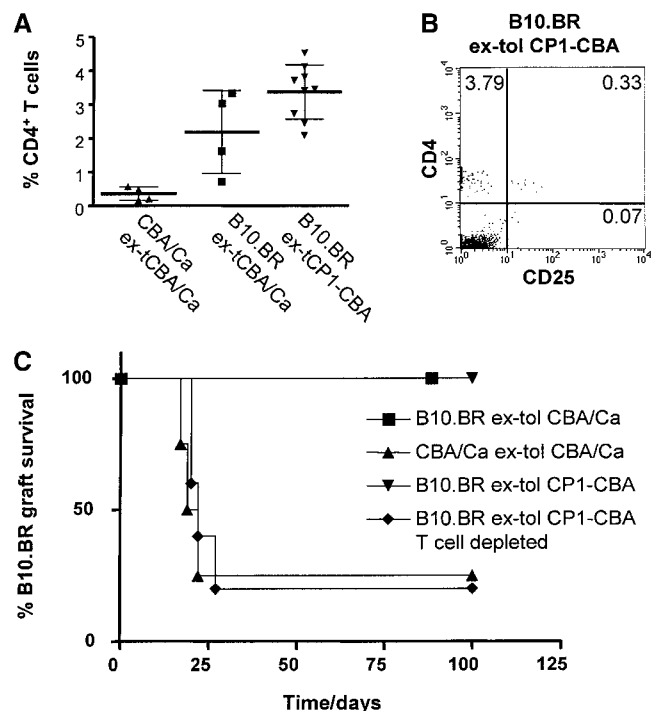 A
% CD4+ T cells
5
4
3
2
1
0
CBA/Ca
ex-tCBA/Ca
B10.BR
ex-tCBA/Ca
B10.BR
ex-tCP1-CBA
B
B10.BR
ex-tol CP1-CBA
3.79
0.33
0.07
CD4
10^4
10^3
10^2
10^1
10^0
10^0
10^1
10^2
10^3
10^4
CD25
C
% B10.BR graft survival
100
50
0
B10.BR ex-tol CBA/Ca
CBA/Ca ex-tol CBA/Ca
B10.BR ex-tol CP1-CBA
B10.BR ex-tol CP1-CBA
T cell depleted
0
25
50
75
100
125
Time/days